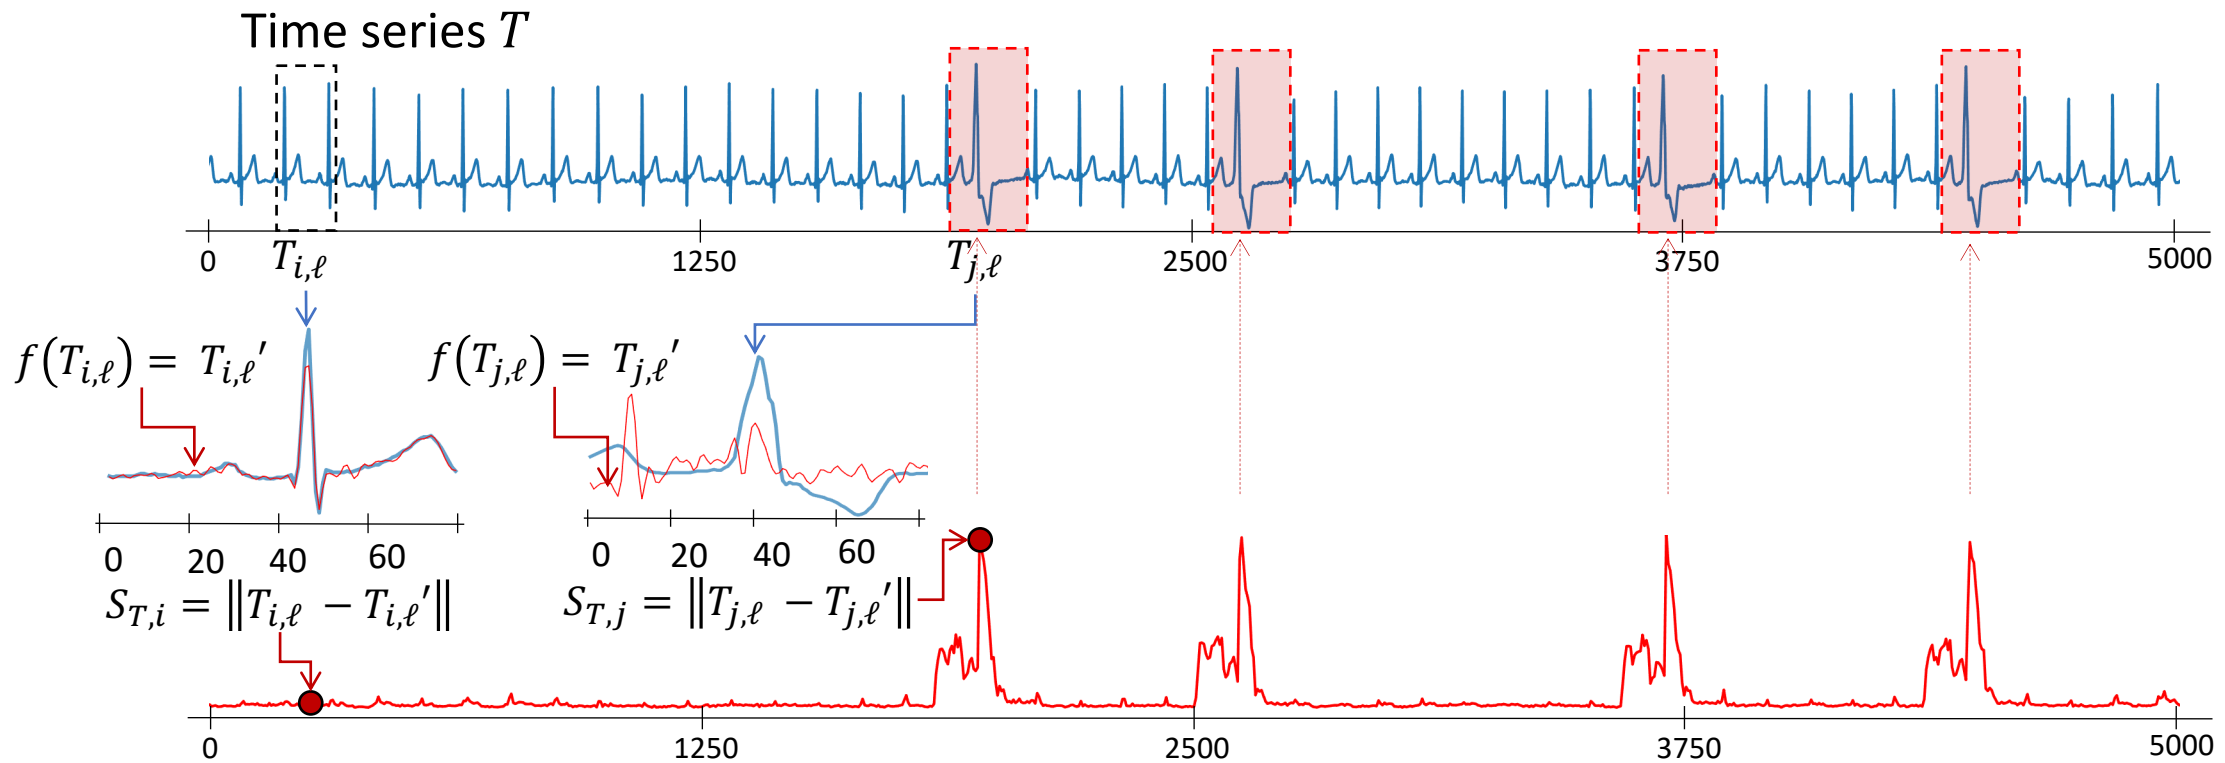 Time series T
0 1250 2500 3750 5000
T_{i,ℓ} T_{j,ℓ}
f(T_{i,ℓ}) = T_{i,ℓ}′ f(T_{j,ℓ}) = T_{j,ℓ}′
0 20 40 60 0 20 40 60
S_{T,i} = ‖T_{i,ℓ} − T_{i,ℓ}′‖ S_{T,j} = ‖T_{j,ℓ} − T_{j,ℓ}′‖
0 1250 2500 3750 5000